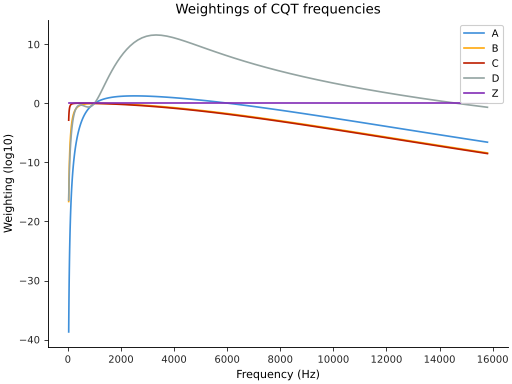 Weightings of CQT frequencies
A
B
C
D
Z
10
0
−10
−20
−30
−40
Weighting (log10)
0 2000 4000 6000 8000 10000 12000 14000 16000
Frequency (Hz)